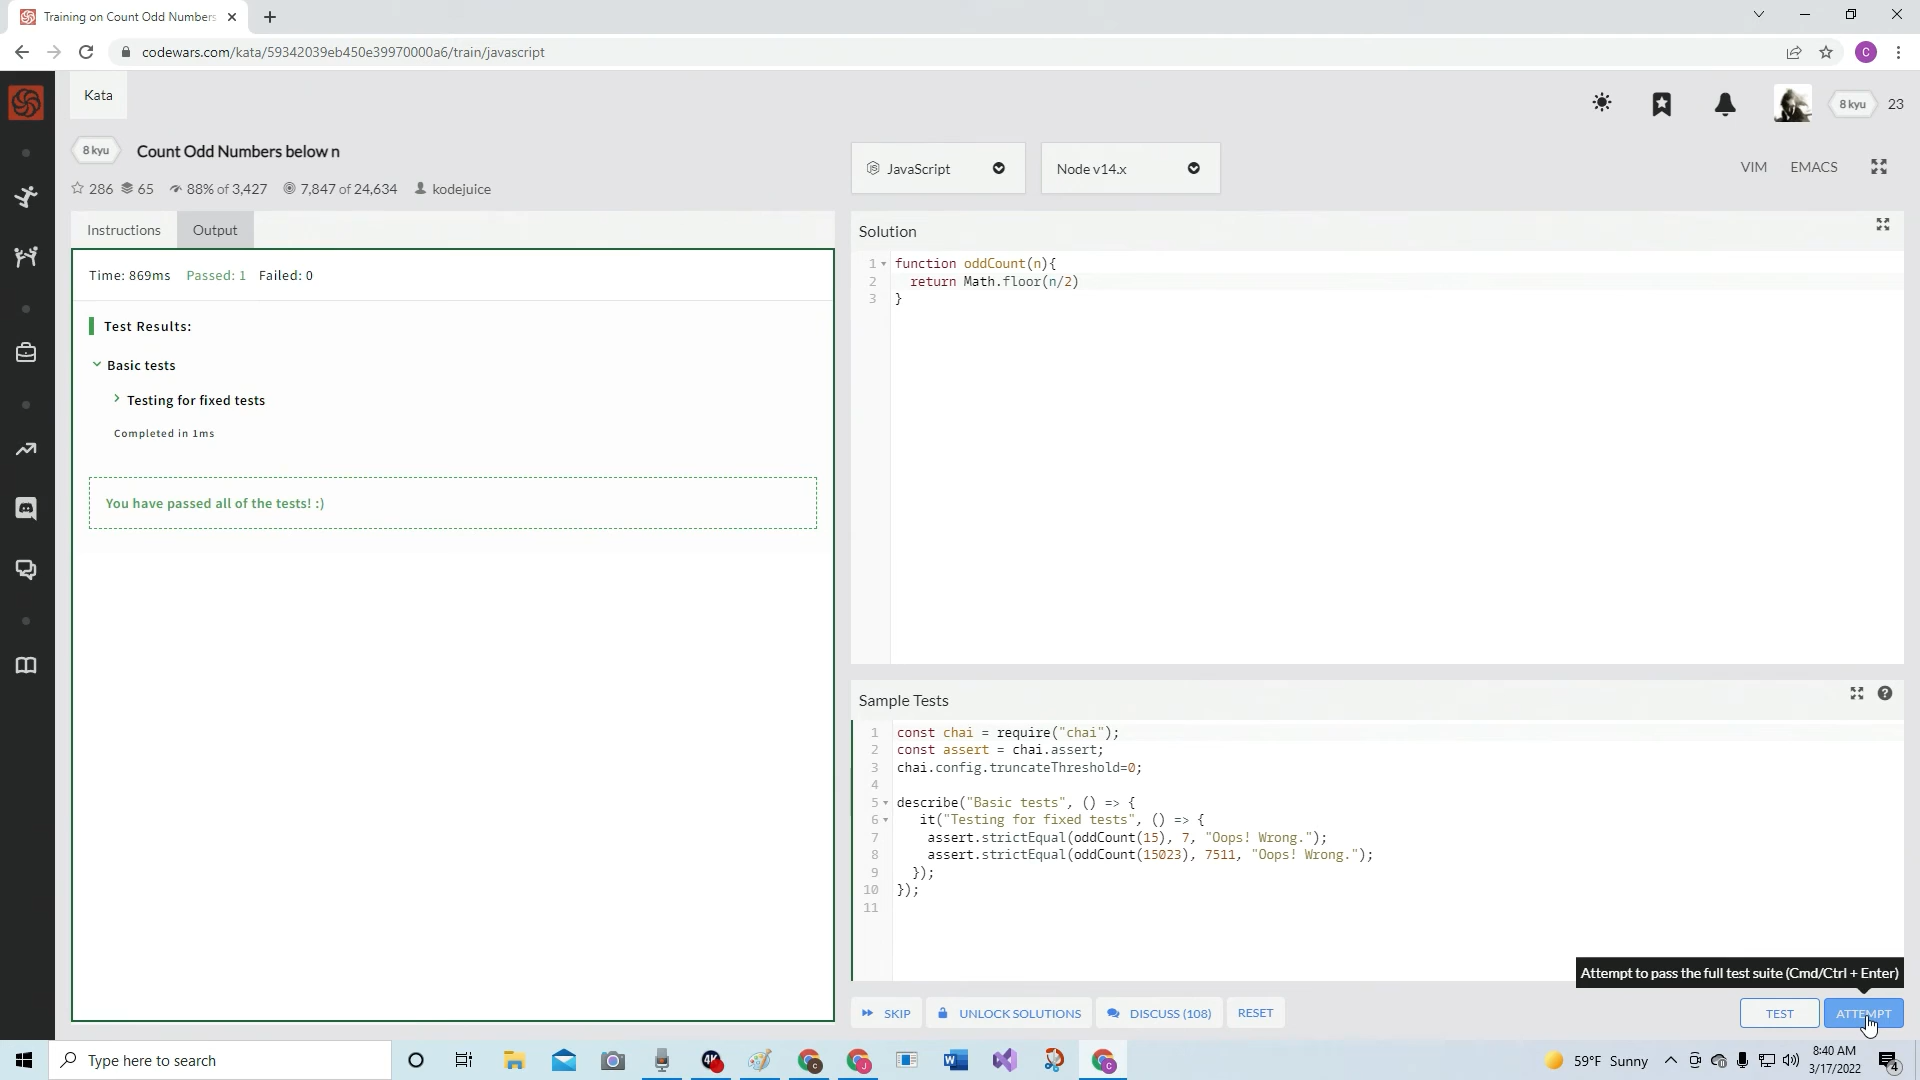 Training on Count Odd Numbers
codewars.com/kata/59342039eb450e39970000a6/train/javascript
C
Kata
8 kyu
23
8 kyu
Count Odd Numbers below n
286 65 88% of 3,427 7,847 of 24,634 kodejuice
JavaScript
Node v14.x
VIM
EMACS
Instructions
Output
Time: 869ms Passed: 1 Failed: 0
Test Results:
Basic tests
Testing for fixed tests
Completed in 1ms
You have passed all of the tests! :)
Solution
1 function oddCount(n){
2 return Math.floor(n/2)
3 }
Sample Tests
1 const chai = require("chai");
2 const assert = chai.assert;
3 chai.config.truncateThreshold=0;
4
5 describe("Basic tests", () => {
6 it("Testing for fixed tests", () => {
7 assert.strictEqual(oddCount(15), 7, "Oops! Wrong.");
8 assert.strictEqual(oddCount(15023), 7511, "Oops! Wrong.");
9 });
10 });
11
Attempt to pass the full test suite (Cmd/Ctrl + Enter)
SKIP
UNLOCK SOLUTIONS
DISCUSS (108)
RESET
TEST
ATTEMPT
Type here to search
59°F Sunny
8:40 AM
3/17/2022
4